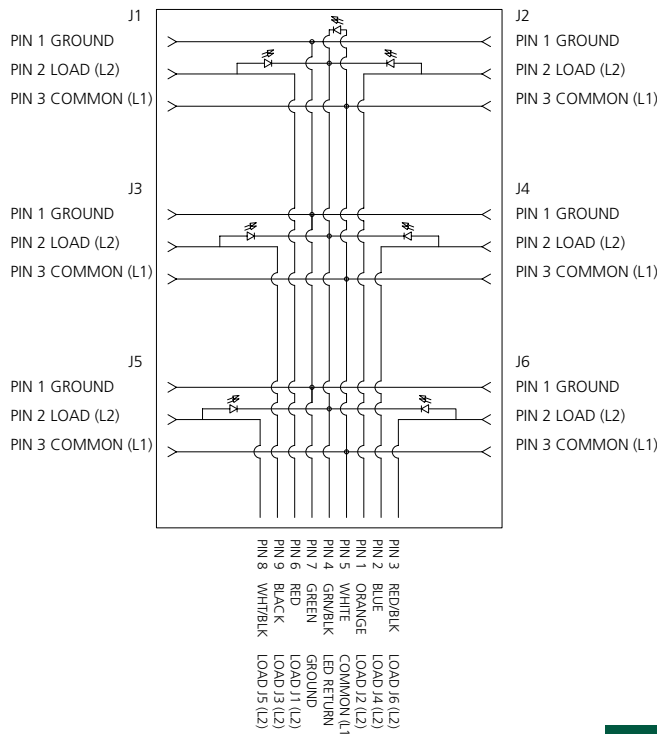 J1
J2
PIN 1 GROUND
PIN 1 GROUND
PIN 2 LOAD (L2)
PIN 2 LOAD (L2)
PIN 3 COMMON (L1)
PIN 3 COMMON (L1)
J3
J4
PIN 1 GROUND
PIN 1 GROUND
PIN 2 LOAD (L2)
PIN 2 LOAD (L2)
PIN 3 COMMON (L1)
PIN 3 COMMON (L1)
J5
J6
PIN 1 GROUND
PIN 1 GROUND
PIN 2 LOAD (L2)
PIN 2 LOAD (L2)
PIN 3 COMMON (L1)
PIN 3 COMMON (L1)
PIN 3 RED/BLK LOAD J6 (L2)
PIN 2 BLUE LOAD J4 (L2)
PIN 1 ORANGE LOAD J2 (L2)
PIN 5 WHITE COMMON (L1
PIN 4 GRN/BLK LED RETURN
PIN 7 GREEN GROUND
PIN 6 RED LOAD J1 (L2)
PIN 9 BLACK LOAD J3 (L2)
PIN 8 WHT/BLK LOAD J5 (L2)